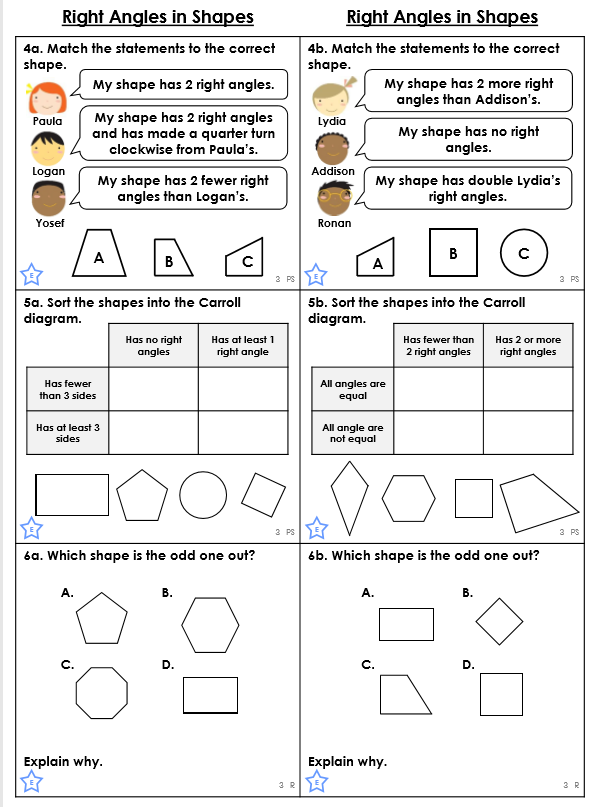 Right Angles in Shapes
Right Angles in Shapes
4a. Match the statements to the correct
shape.
My shape has 2 right angles.
Paula
My shape has 2 right angles
and has made a quarter turn
clockwise from Paula’s.
Logan
My shape has 2 fewer right
angles than Logan’s.
Yosef
A
B
C
E
3 PS
4b. Match the statements to the correct
shape.
My shape has 2 more right
angles than Addison’s.
Lydia
My shape has no right
angles.
Addison
My shape has double Lydia’s
right angles.
Ronan
A
B
C
E
3 PS
5a. Sort the shapes into the Carroll
diagram.
Has no right
angles
Has at least 1
right angle
Has fewer
than 3 sides
Has at least 3
sides
E
3 PS
5b. Sort the shapes into the Carroll
diagram.
Has fewer than
2 right angles
Has 2 or more
right angles
All angles are
equal
All angle are
not equal
E
3 PS
6a. Which shape is the odd one out?
A.
B.
C.
D.
Explain why.
E
3 R
6b. Which shape is the odd one out?
A.
B.
C.
D.
Explain why.
E
3 R